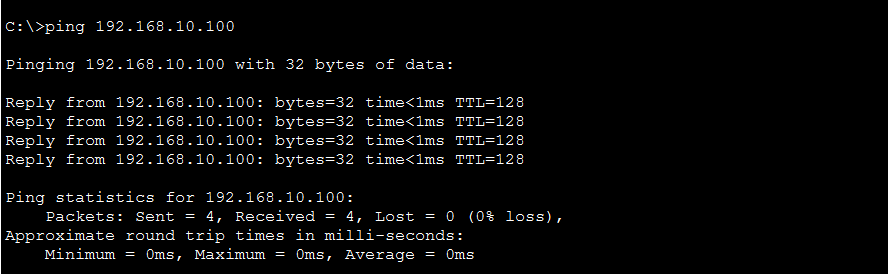 C:\>ping 192.168.10.100
Pinging 192.168.10.100 with 32 bytes of data:
Reply from 192.168.10.100: bytes=32 time<1ms TTL=128
Reply from 192.168.10.100: bytes=32 time<1ms TTL=128
Reply from 192.168.10.100: bytes=32 time<1ms TTL=128
Reply from 192.168.10.100: bytes=32 time<1ms TTL=128
Ping statistics for 192.168.10.100:
    Packets: Sent = 4, Received = 4, Lost = 0 (0% loss),
Approximate round trip times in milli-seconds:
    Minimum = 0ms, Maximum = 0ms, Average = 0ms